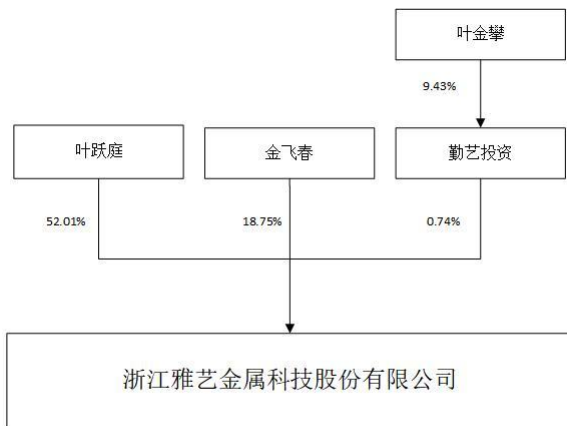 叶金攀
9.43%
叶跃庭
金飞春
勤艺投资
52.01%
18.75%
0.74%
浙江雅艺金属科技股份有限公司